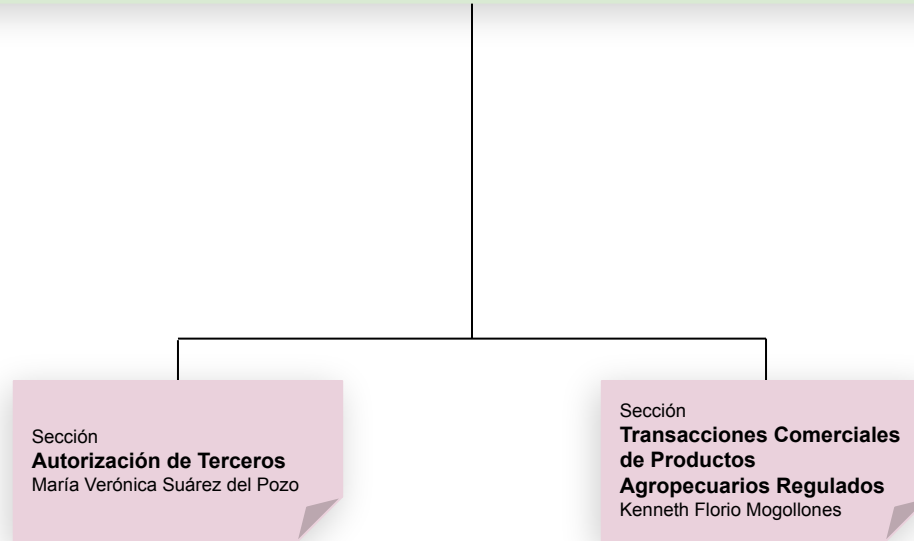 Sección
Autorización de Terceros
María Verónica Suárez del Pozo
Sección
Transacciones Comerciales
de Productos
Agropecuarios Regulados
Kenneth Florio Mogollones